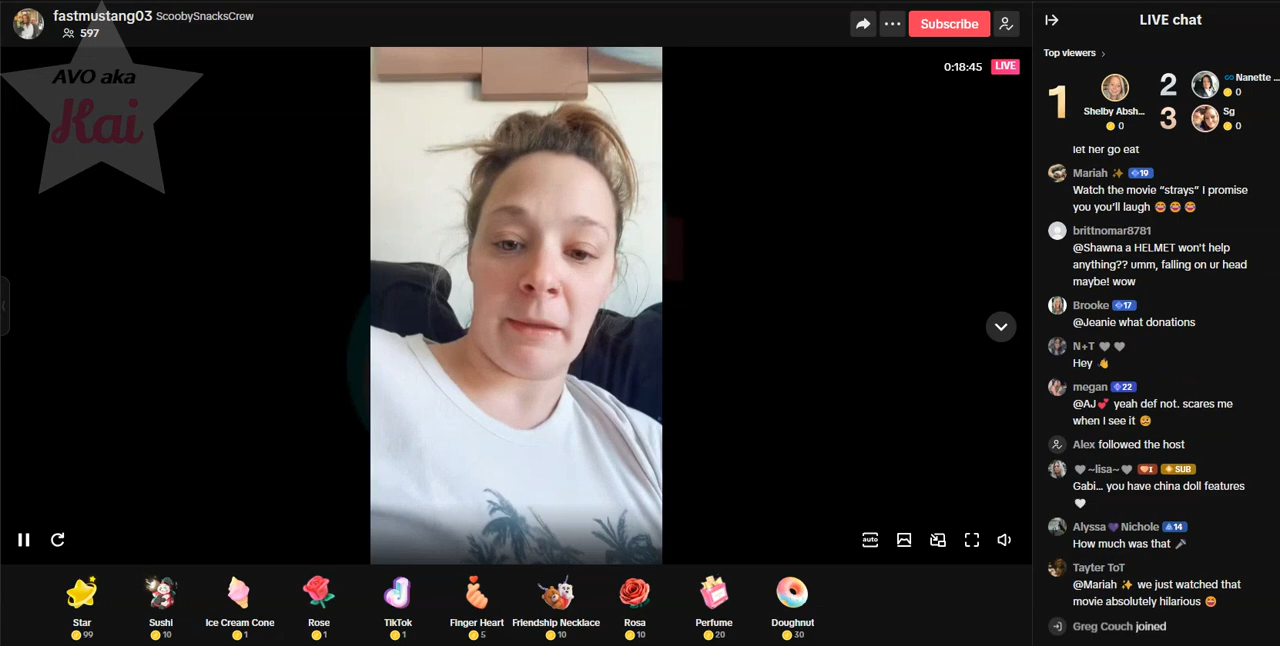 fastmustang03 ScoobySnacksCrew
597
Subscribe
AVO aka
Kai
0:18:45 LIVE
auto
Star
99
Sushi
10
Ice Cream Cone
1
Rose
1
TikTok
1
Finger Heart
5
Friendship Necklace
10
Rosa
10
Perfume
20
Doughnut
30
LIVE chat
Top viewers
1
Shelby Absh...
0
2
Nanette ...
0
3
Sg
0
let her go eat
Mariah ✨ 19
Watch the movie “strays” I promise
you you’ll laugh 😂 😂 😂
brittnomar8781
@Shawna a HELMET won't help
anything?? umm, falling on ur head
maybe! wow
Brooke 17
@Jeanie what donations
N+T 🤍 🤍
Hey 👋
megan 22
@AJ💕 yeah def not. scares me
when I see it 🥴
Alex followed the host
🤍 ~lisa~ 🤍 I SUB
Gabi... you have china doll features
🤍
Alyssa 💜 Nichole 14
How much was that 🎤
Tayter ToT
@Mariah ✨ we just watched that
movie absolutely hilarious 😆
Greg Couch joined